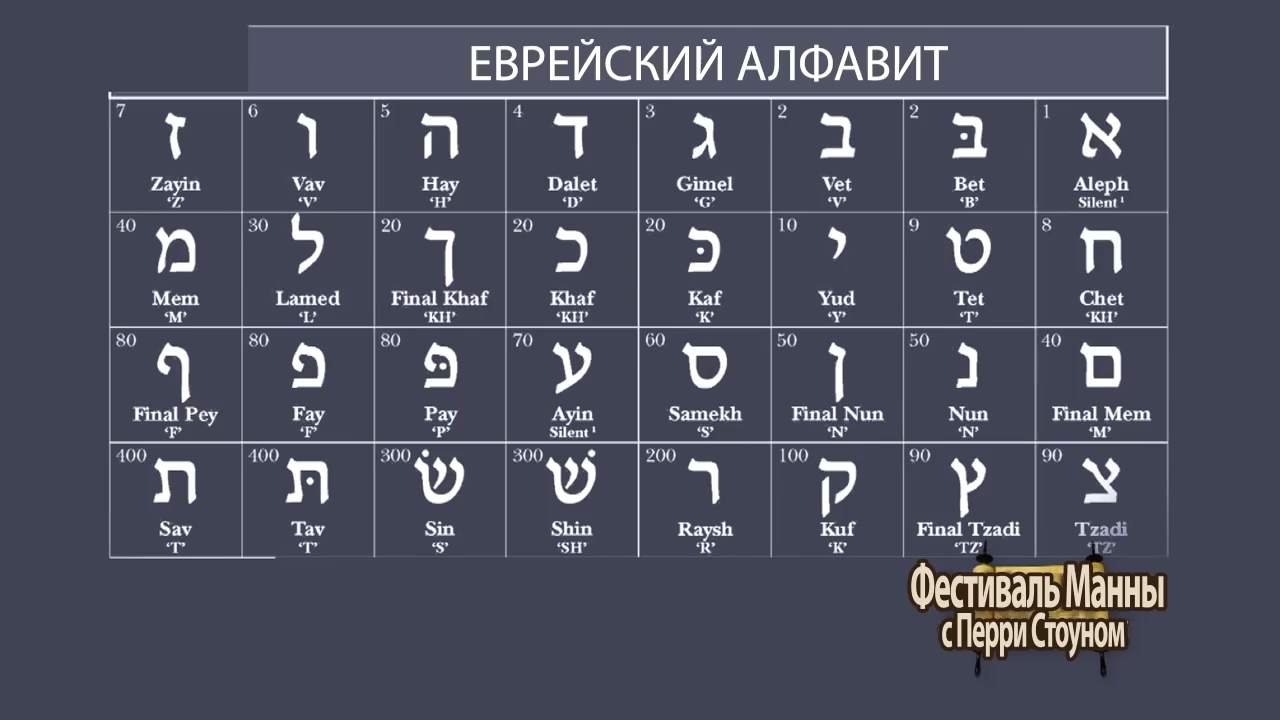 ЕВРЕЙСКИЙ АЛФАВИТ
7 ז Zayin 'Z'
6 ו Vav 'V'
5 ה Hay 'H'
4 ד Dalet 'D'
3 ג Gimel 'G'
2 ב Vet 'V'
2 בּ Bet 'B'
1 א Aleph Silent¹
40 מ Mem 'M'
30 ל Lamed 'L'
20 ך Final Khaf 'KH'
20 כ Khaf 'KH'
20 כּ Kaf 'K'
10 י Yud 'Y'
9 ט Tet 'T'
8 ח Chet 'KH'
80 ף Final Pey 'F'
80 פ Fay 'F'
80 פּ Pay 'P'
70 ע Ayin Silent¹
60 ס Samekh 'S'
50 ן Final Nun 'N'
50 נ Nun 'N'
40 ם Final Mem 'M'
400 ת Sav 'T'
400 תּ Tav 'T'
300 שׂ Sin 'S'
300 שׁ Shin 'SH'
200 ר Raysh 'R'
100 ק Kuf 'K'
90 ץ Final Tzadi 'TZ'
90 צ Tzadi 'TZ'
Фестиваль Манны
с Перри Стоуном